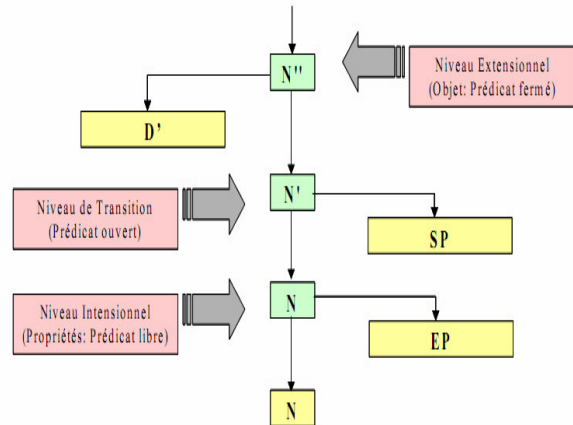 N''
Niveau Extensionnel
(Objet: Prédicat fermé)
D'
Niveau de Transition
(Prédicat ouvert)
N'
SP
Niveau Intensionnel
(Propriétés: Prédicat libre)
N
EP
N